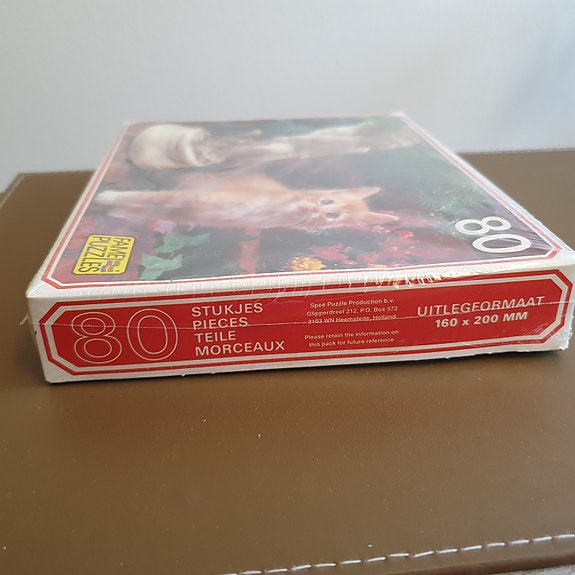 80
FAME
PUZZLES
80
STUKJES
PIECES
TEILE
MORCEAUX
Spee Puzzle Production b.v.
Glipperdreef 212, P.O. Box 572
2103 WN Heemstede, Holland
Please retain the information on
this pack for future reference
UITLEGFORMAAT
160 x 200 MM